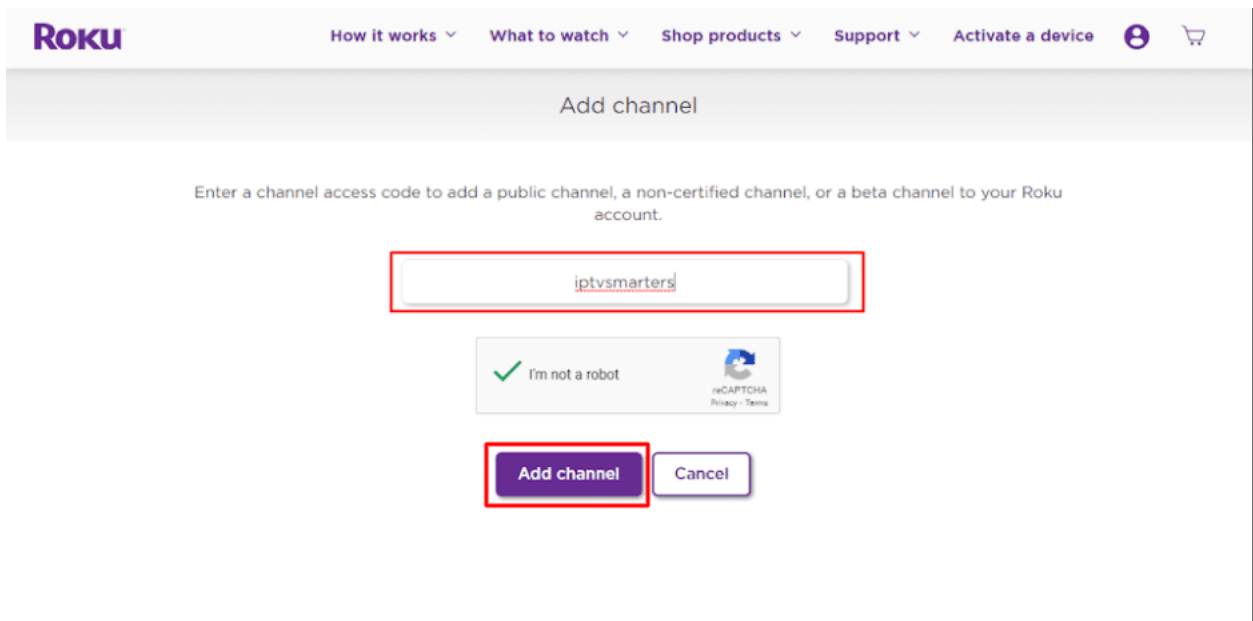 Roku
How it works What to watch Shop products Support Activate a device
Add channel
Enter a channel access code to add a public channel, a non-certified channel, or a beta channel to your Roku
account.
iptvsmarters
I'm not a robot
reCAPTCHA
Privacy - Terms
Add channel Cancel